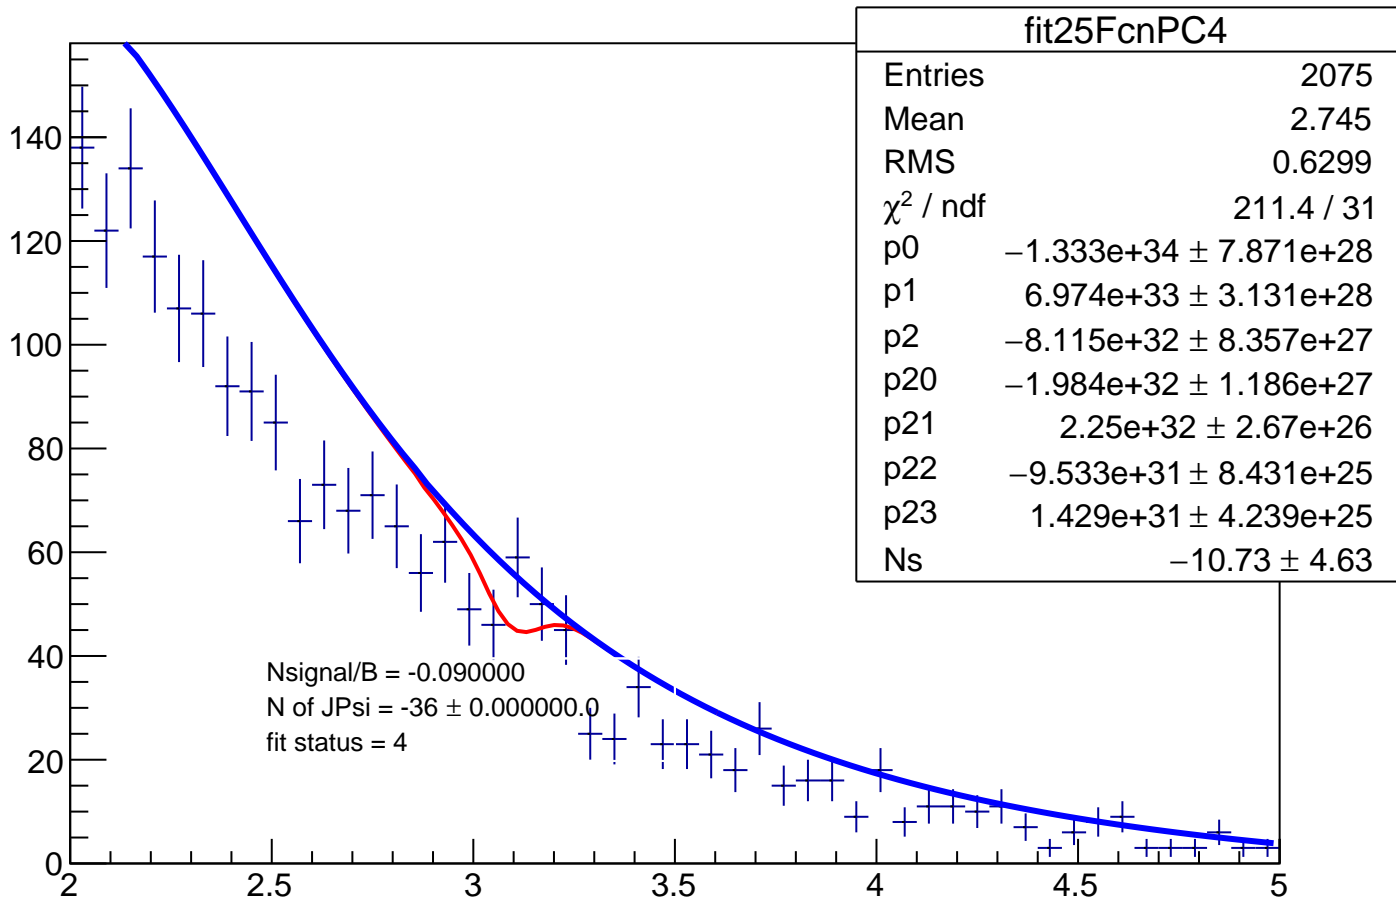 fit25FcnPC4
Entries 2075
Mean 2.745
RMS 0.6299
χ² / ndf 211.4 / 31
p0 −1.333e+34 ± 7.871e+28
p1 6.974e+33 ± 3.131e+28
p2 −8.115e+32 ± 8.357e+27
p20 −1.984e+32 ± 1.186e+27
p21 2.25e+32 ± 2.67e+26
p22 −9.533e+31 ± 8.431e+25
p23 1.429e+31 ± 4.239e+25
Ns −10.73 ± 4.63
140
120
100
80
60
40
20
0
Nsignal/B = -0.090000
N of JPsi = -36 ± 0.000000.0
fit status = 4
2 2.5 3 3.5 4 4.5 5